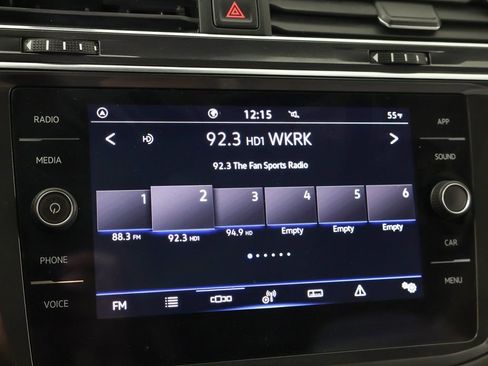 12:15 55°F
RADIO APP
92.3 HD1 WKRK
MEDIA SOUND
92.3 The Fan Sports Radio
1 2 3 4 5 6
88.3 FM 92.3 HD1 94.9 HD Empty Empty Empty
PHONE CAR
VOICE MENU
FM